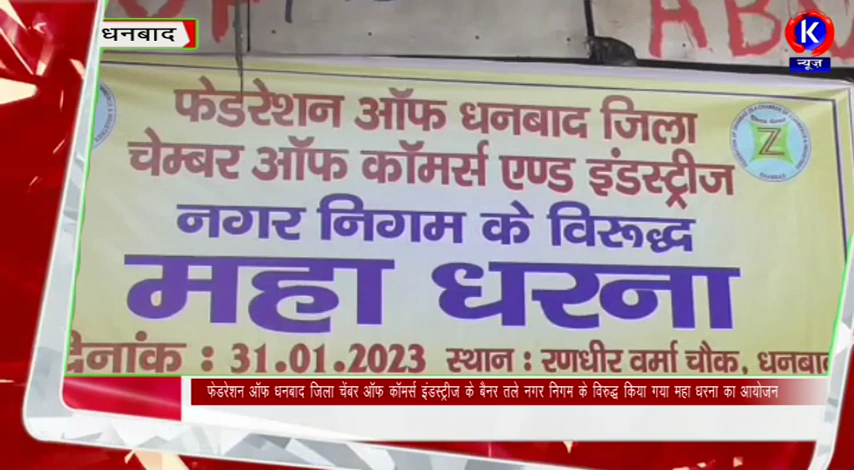 धनबाद
K
न्यूज़
ABU
फेडरेशन ऑफ धनबाद जिला
चेम्बर ऑफ कॉमर्स एण्ड इंडस्ट्रीज
Z
नगर निगम के विरूद्ध
महा धरना
दिनांक : 31.01.2023 स्थान : रणधीर वर्मा चौक, धनबाद
फेडरेशन ऑफ धनबाद जिला चेंबर ऑफ कॉमर्स इंडस्ट्रीज के बैनर तले नगर निगम के विरुद्ध किया गया महा धरना का आयोजन